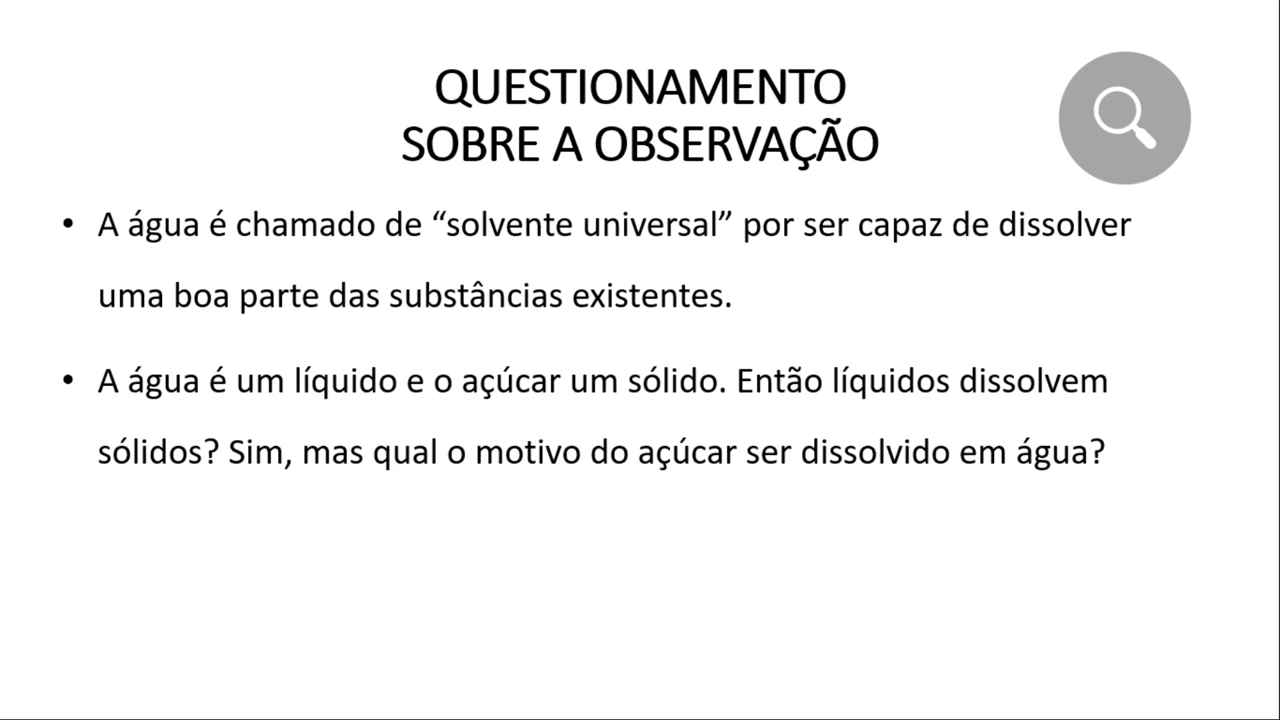 QUESTIONAMENTO
SOBRE A OBSERVAÇÃO
• A água é chamado de “solvente universal” por ser capaz de dissolver
uma boa parte das substâncias existentes.
• A água é um líquido e o açúcar um sólido. Então líquidos dissolvem
sólidos? Sim, mas qual o motivo do açúcar ser dissolvido em água?